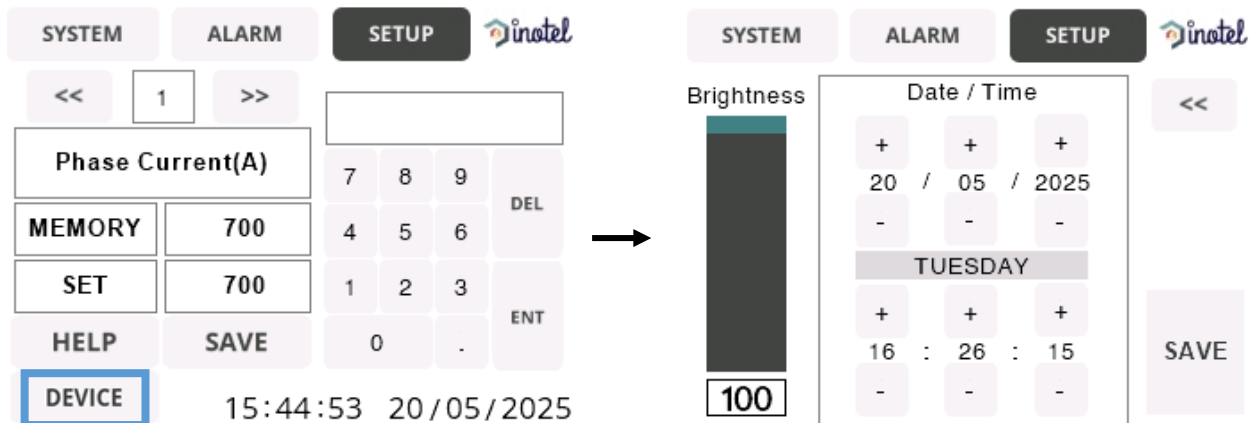 SYSTEM ALARM SETUP inotel
<< 1 >>
Phase Current(A)
MEMORY 700
SET 700
HELP SAVE
DEVICE
7 8 9 DEL
4 5 6
1 2 3 ENT
0 .
15:44:53 20/05/2025
SYSTEM ALARM SETUP inotel
Brightness
100
Date / Time
+ + +
20 / 05 / 2025
- - -
TUESDAY
+ + +
16 : 26 : 15
- - -
<<
SAVE